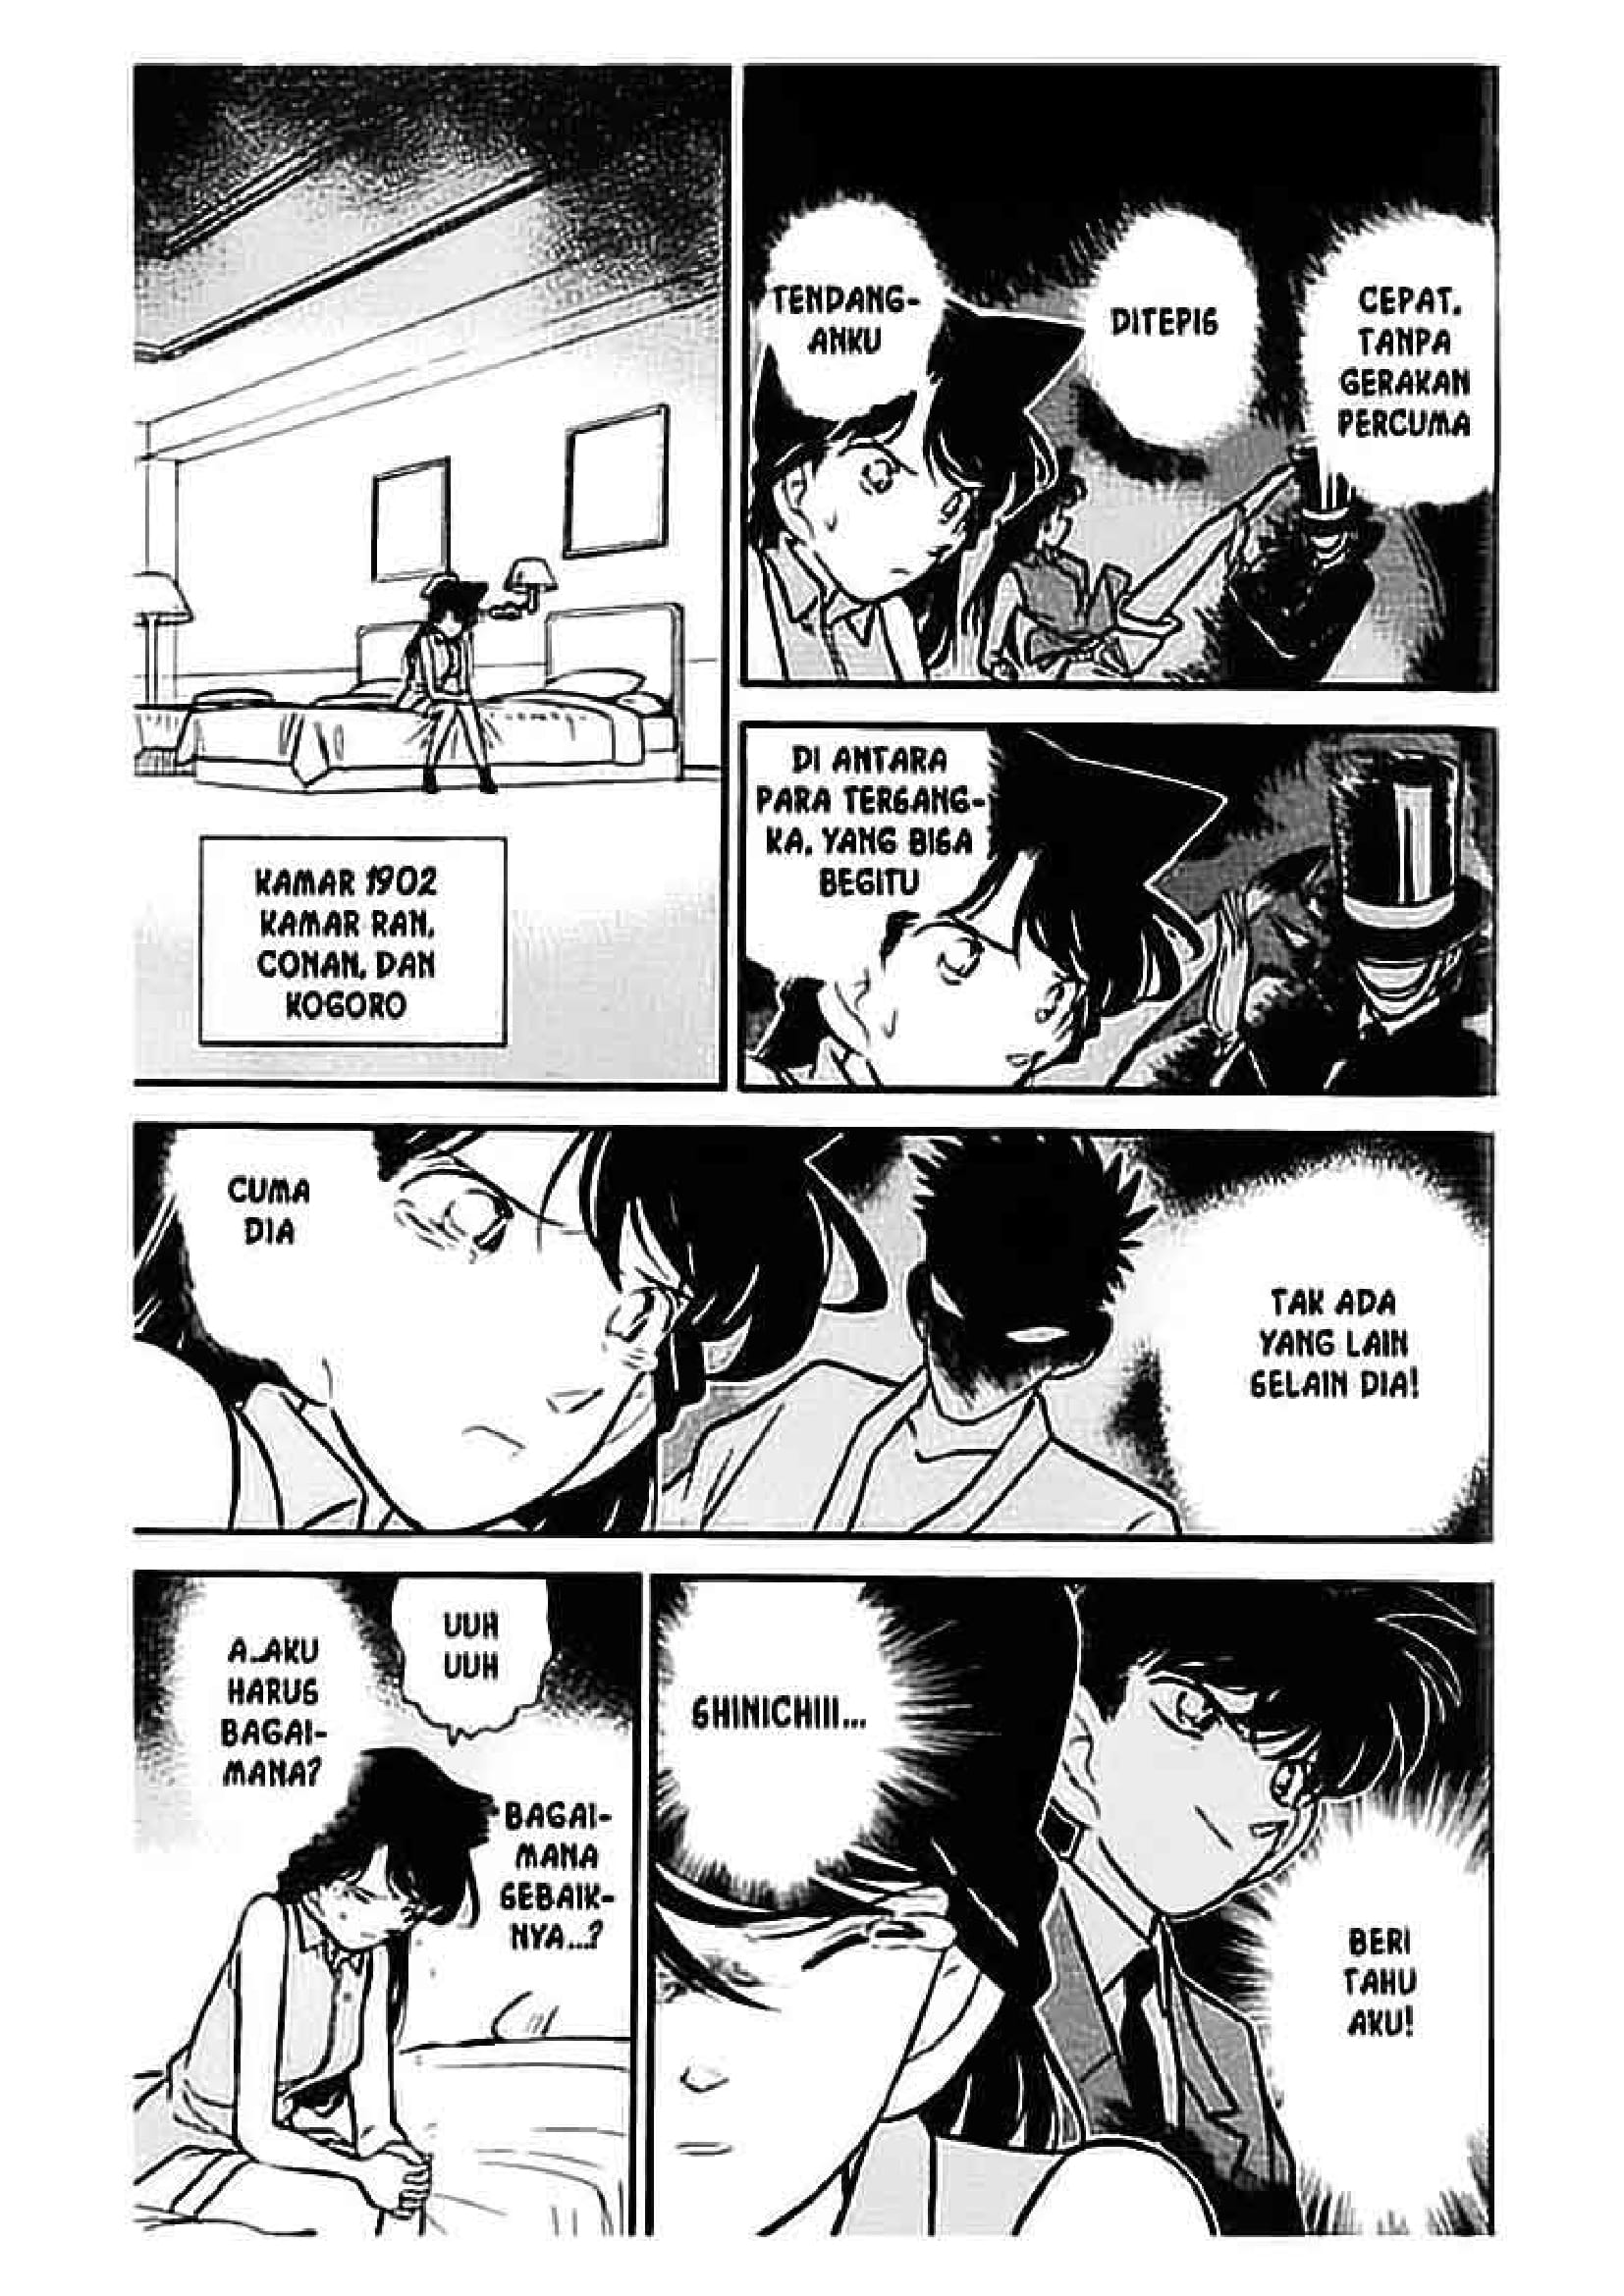 KAMAR 1902
KAMAR RAN,
CONAN, DAN
KOGORO
TENDANG-
ANKU
DITEPIS
CEPAT,
TANPA
GERAKAN
PERCUMA
DI ANTARA
PARA TERSANG-
KA, YANG BISA
BEGITU
CUMA
DIA
TAK ADA
YANG LAIN
SELAIN DIA!
A..AKU
HARUS
BAGAI-
MANA?
UUH
UUH
BAGAI-
MANA
SEBAIK-
NYA...?
SHINICHIII...
BERI
TAHU
AKU!